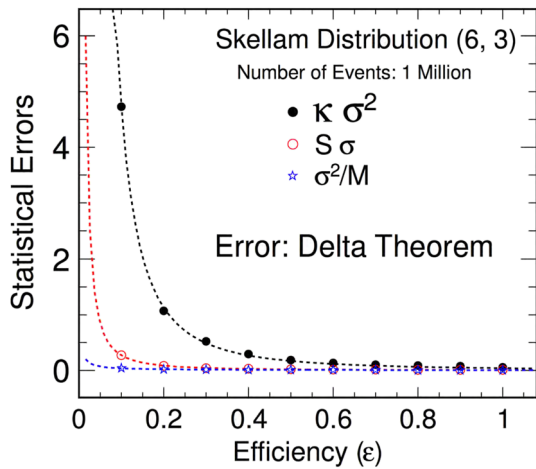 Skellam Distribution (6, 3)
Number of Events: 1 Million
κ σ²
S σ
σ²/M
Error: Delta Theorem
Statistical Errors
6
4
2
0
0 0.2 0.4 0.6 0.8 1
Efficiency (ε)